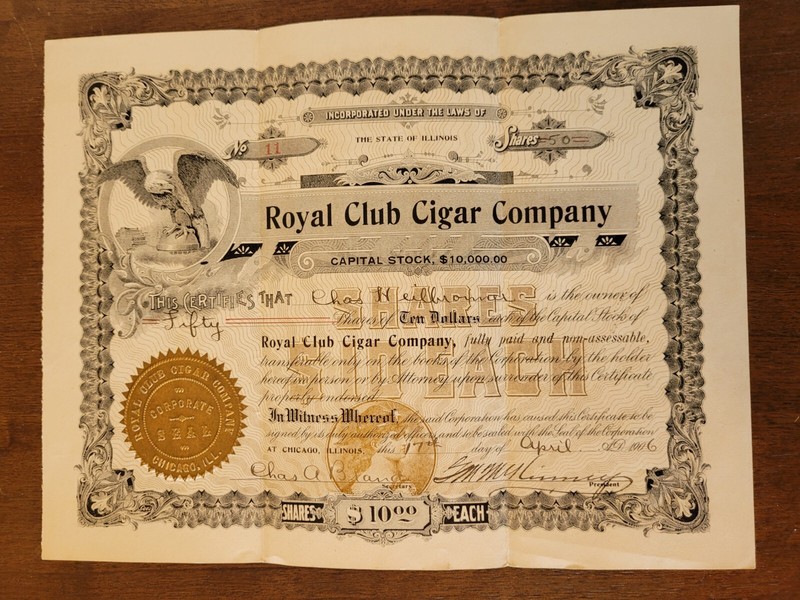 INCORPORATED UNDER THE LAWS OF
THE STATE OF ILLINOIS
No 11
Shares -50-
Royal Club Cigar Company
CAPITAL STOCK, $10,000.00
THIS CERTIFIES THAT Chas Heilbronner is the owner of
Fifty Shares of Ten Dollars each of the Capital Stock of
Royal Club Cigar Company, fully paid and non-assessable,
transferable only on the books of the Corporation by the holder
hereof in person or by Attorney upon surrender of this Certificate
properly endorsed.
SHARES
$10 EACH
In Witness Whereof, the said Corporation has caused this Certificate to be
signed by its duly authorized officers and to be sealed with the Seal of the Corporation
AT CHICAGO, ILLINOIS, this 17th day of April A.D. 1906
Chas A
Secretary
President
ROYAL CLUB CIGAR COMPANY
CORPORATE
SEAL
CHICAGO, ILL.
SHARES $10.00 EACH